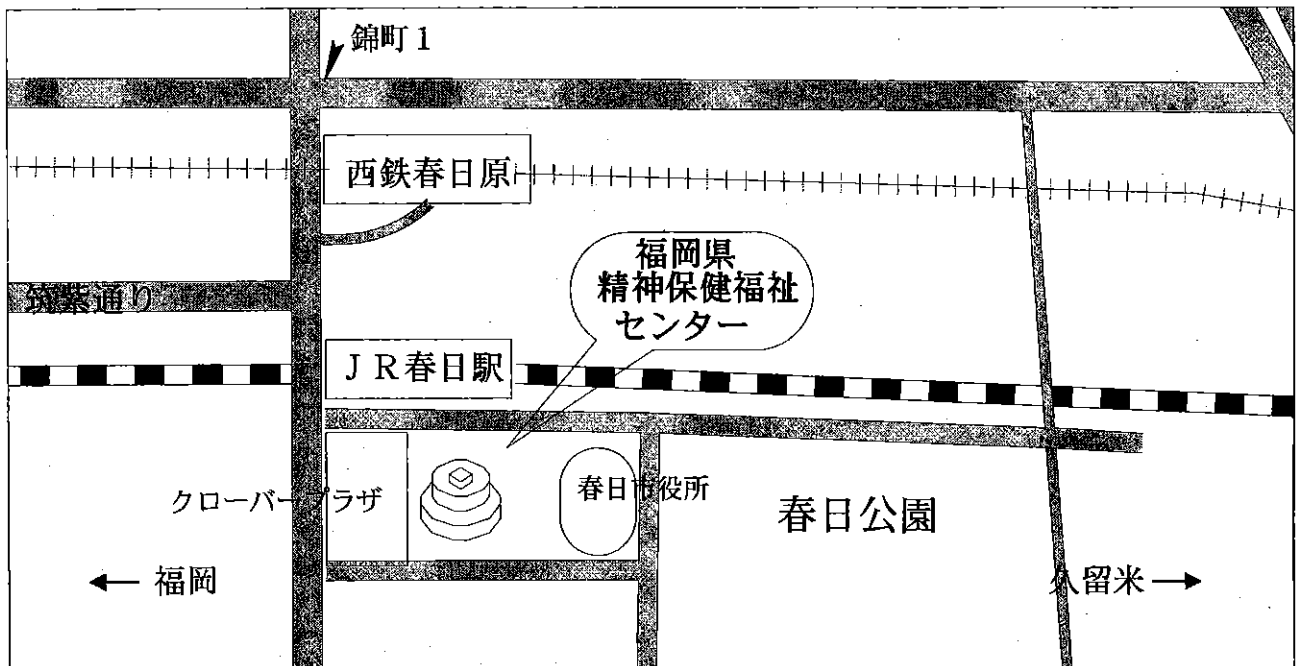 錦町1
西鉄春日原
福岡県
精神保健福祉
センター
筑紫通り
JR春日駅
クローバープラザ
春日市役所
春日公園
← 福岡
久留米 →